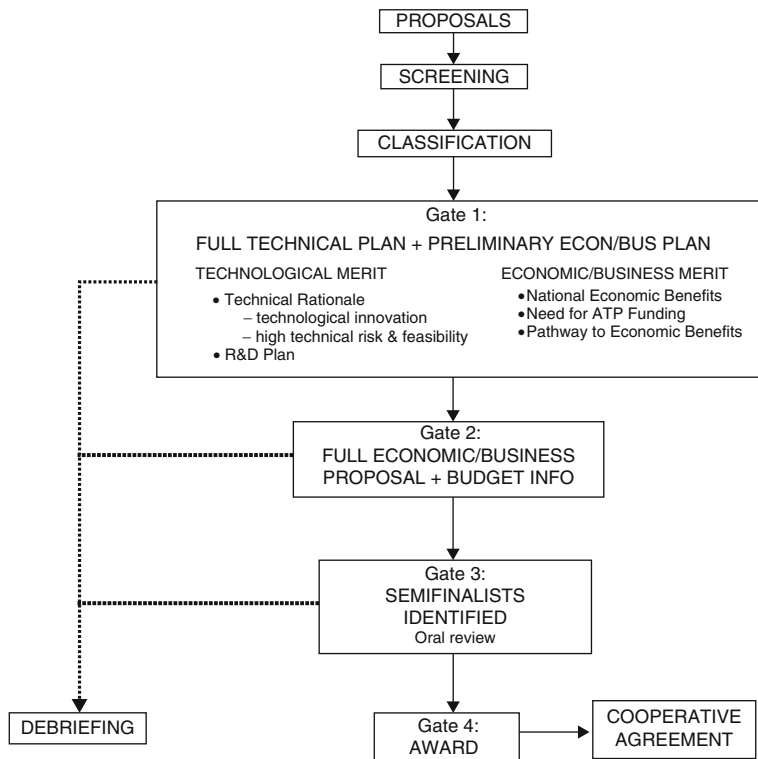 PROPOSALS
SCREENING
CLASSIFICATION
Gate 1:
FULL TECHNICAL PLAN + PRELIMINARY ECON/BUS PLAN
TECHNOLOGICAL MERIT
• Technical Rationale
– technological innovation
– high technical risk & feasibility
• R&D Plan
ECONOMIC/BUSINESS MERIT
•National Economic Benefits
•Need for ATP Funding
•Pathway to Economic Benefits
Gate 2:
FULL ECONOMIC/BUSINESS
PROPOSAL + BUDGET INFO
Gate 3:
SEMIFINALISTS
IDENTIFIED
Oral review
DEBRIEFING
Gate 4:
AWARD
COOPERATIVE
AGREEMENT